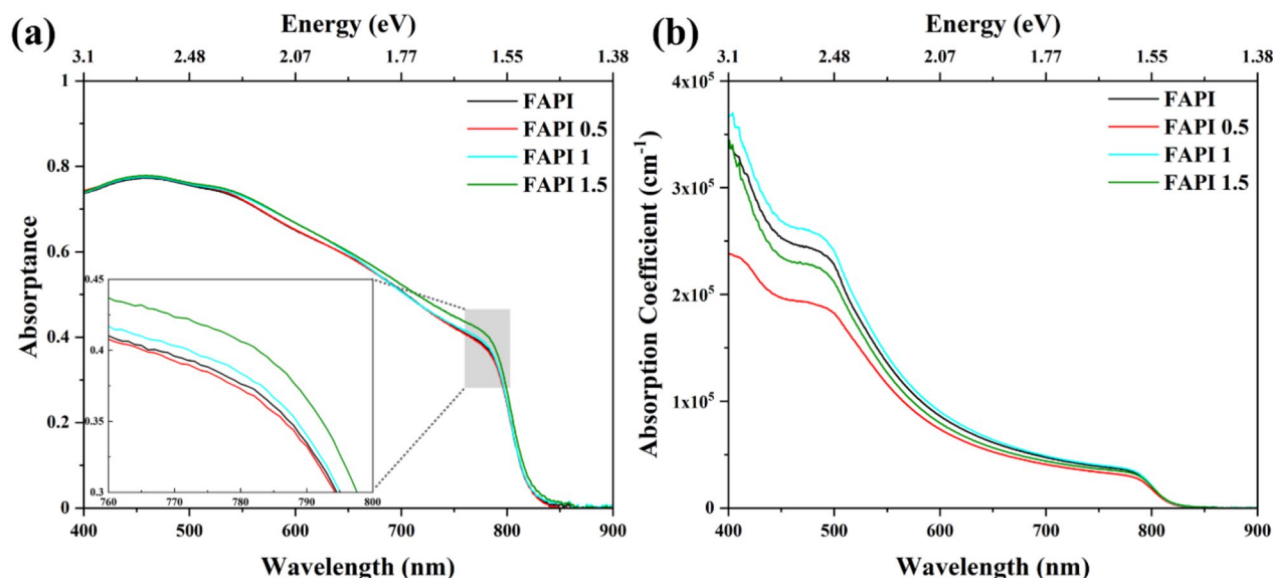 (a)
Energy (eV)
3.1 2.48 2.07 1.77 1.55 1.38
1
0.8
0.6
0.4
0.2
0
Absorptance
FAPI
FAPI 0.5
FAPI 1
FAPI 1.5
0.45
0.4
0.35
0.3
760 770 780 790 800
400 500 600 700 800 900
Wavelength (nm)
(b)
Energy (eV)
3.1 2.48 2.07 1.77 1.55 1.38
4x10⁵
3x10⁵
2x10⁵
1x10⁵
0
Absorption Coefficient (cm⁻¹)
FAPI
FAPI 0.5
FAPI 1
FAPI 1.5
400 500 600 700 800 900
Wavelength (nm)